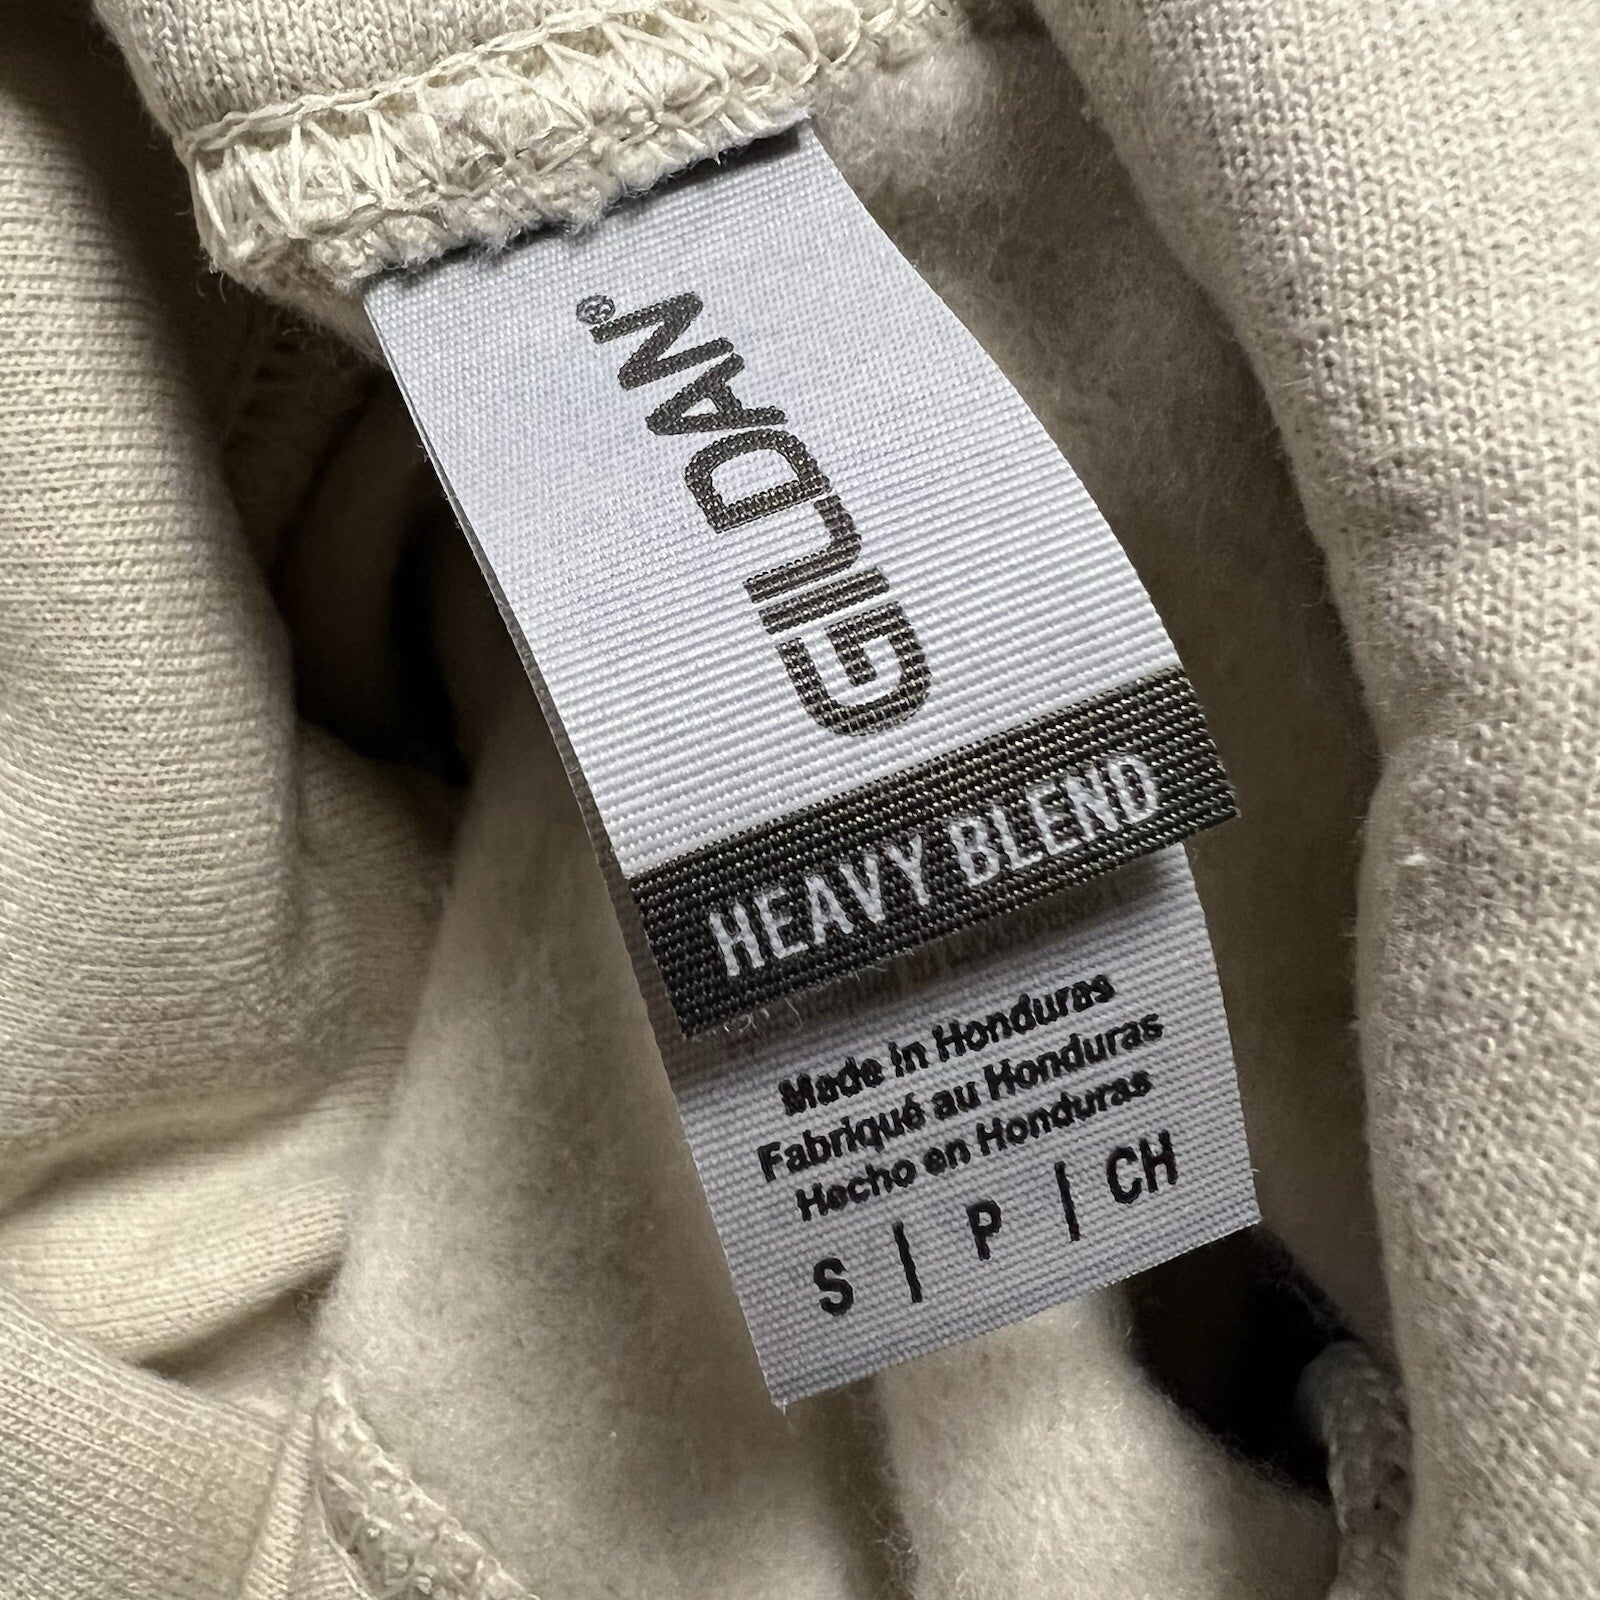 GILDAN®
HEAVY BLEND
Made in Honduras
Fabriqué au Honduras
Hecho en Honduras
S | P | CH